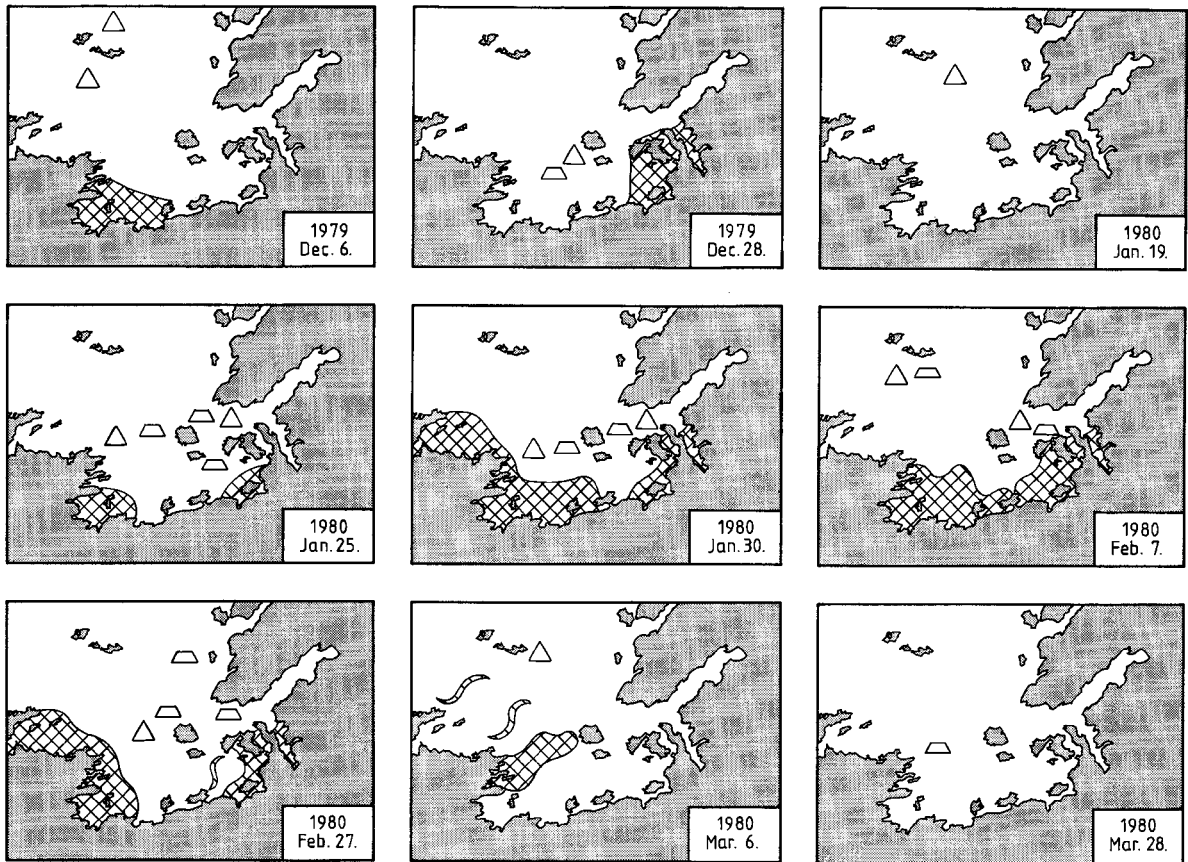 1979
Dec. 6.
1979
Dec. 28.
1980
Jan. 19.
1980
Jan. 25.
1980
Jan. 30.
1980
Feb. 7.
1980
Feb. 27.
1980
Mar. 6.
1980
Mar. 28.